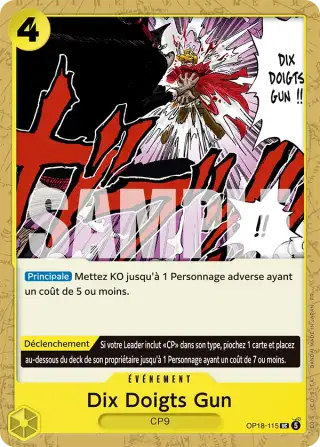 4
DIX
DOIGTS
GUN !!
!!
SAMPLE
Principale Mettez KO jusqu'à 1 Personnage adverse ayant
un coût de 5 ou moins.
Déclenchement Si votre Leader inclut «CP» dans son type, piochez 1 carte et placez
au-dessous du deck de son propriétaire jusqu'à 1 Personnage ayant un coût de 7 ou moins.
ÉVÉNEMENT
Dix Doigts Gun
CP9
OP18-115 UC